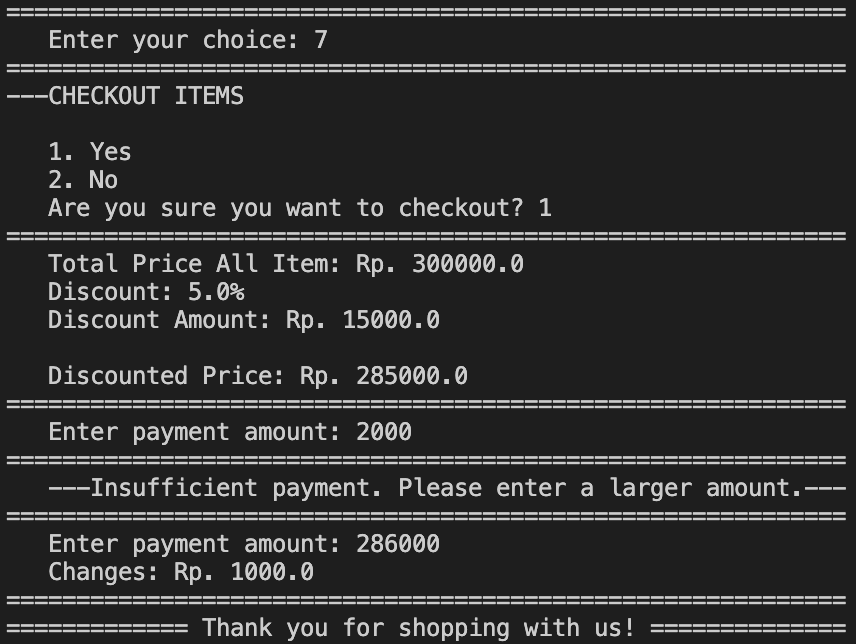 ============================================================
Enter your choice: 7
============================================================
---CHECKOUT ITEMS
1. Yes
2. No
Are you sure you want to checkout? 1
============================================================
Total Price All Item: Rp. 300000.0
Discount: 5.0%
Discount Amount: Rp. 15000.0
Discounted Price: Rp. 285000.0
============================================================
Enter payment amount: 2000
============================================================
---Insufficient payment. Please enter a larger amount.---
============================================================
Enter payment amount: 286000
Changes: Rp. 1000.0
============================================================
============= Thank you for shopping with us! ==============